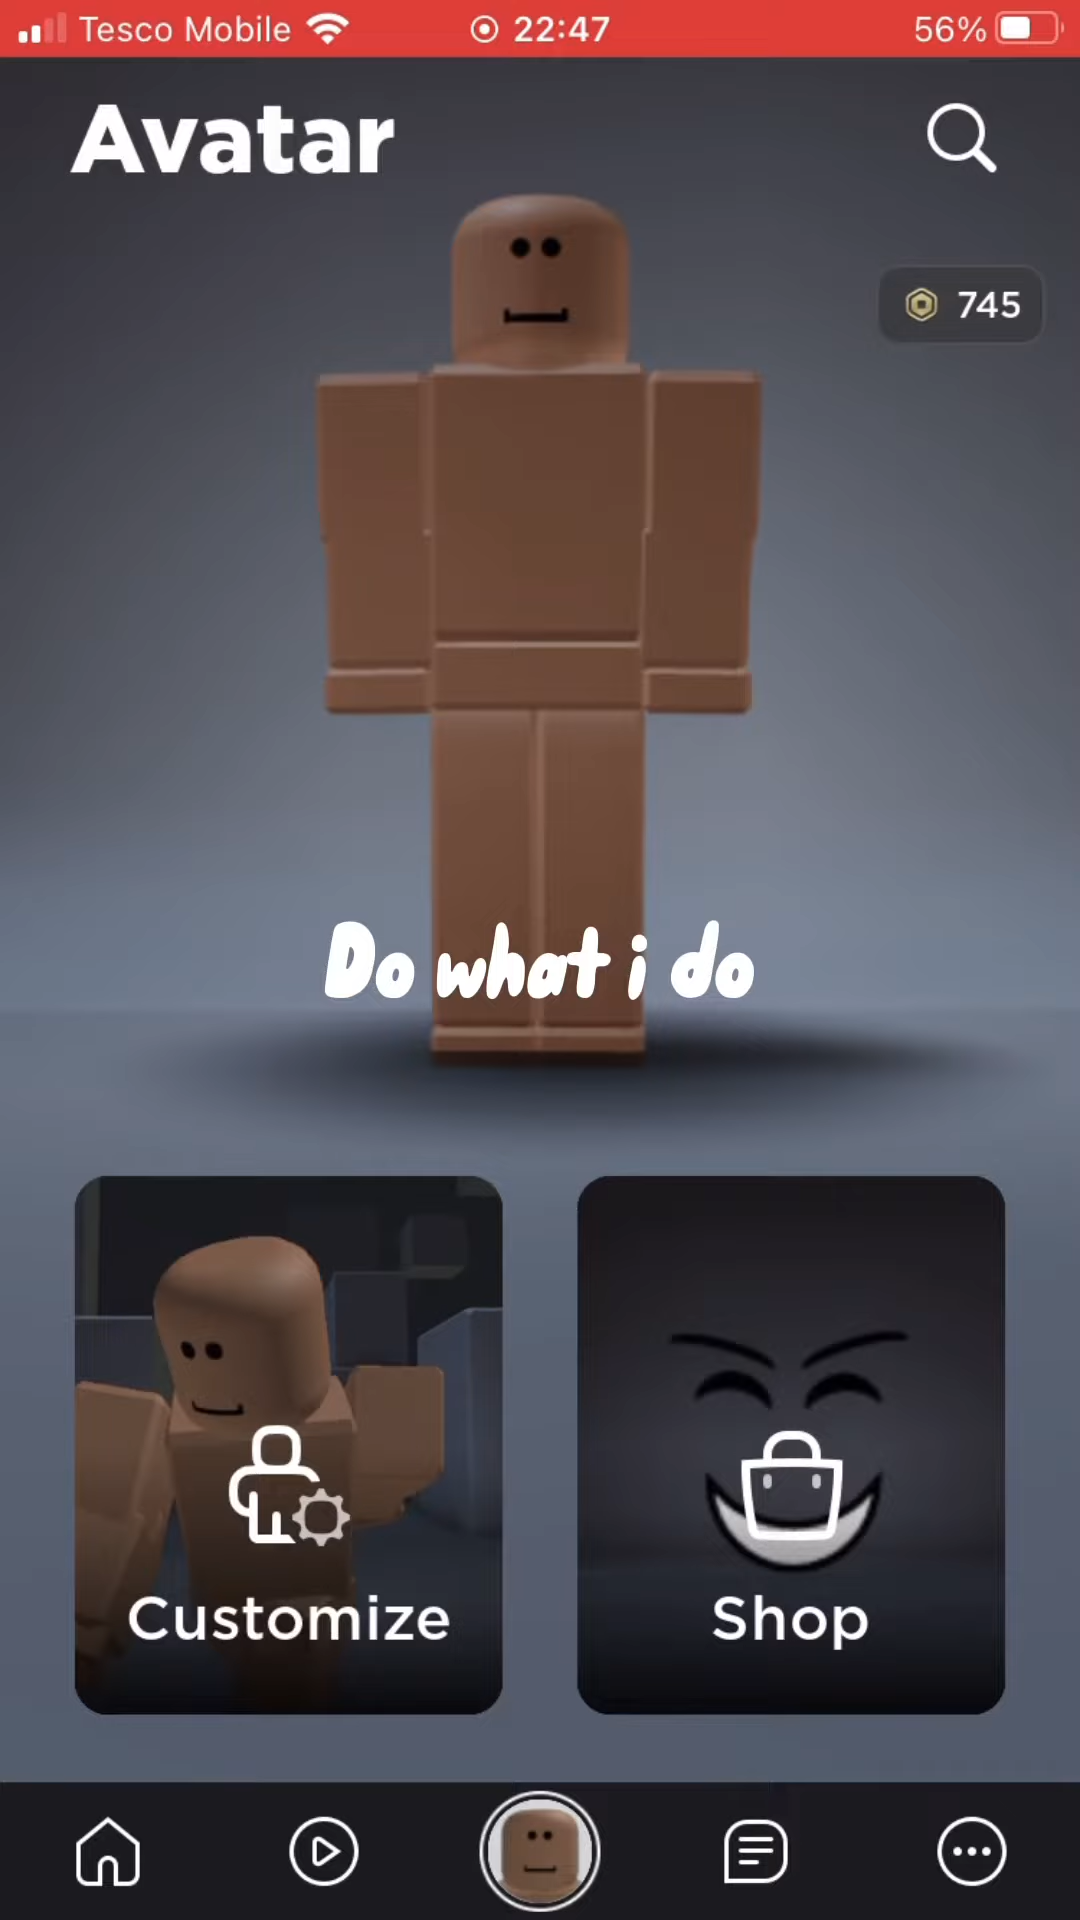 Tesco Mobile 22:47 56%
Avatar
745
Do what i do
Customize
Shop